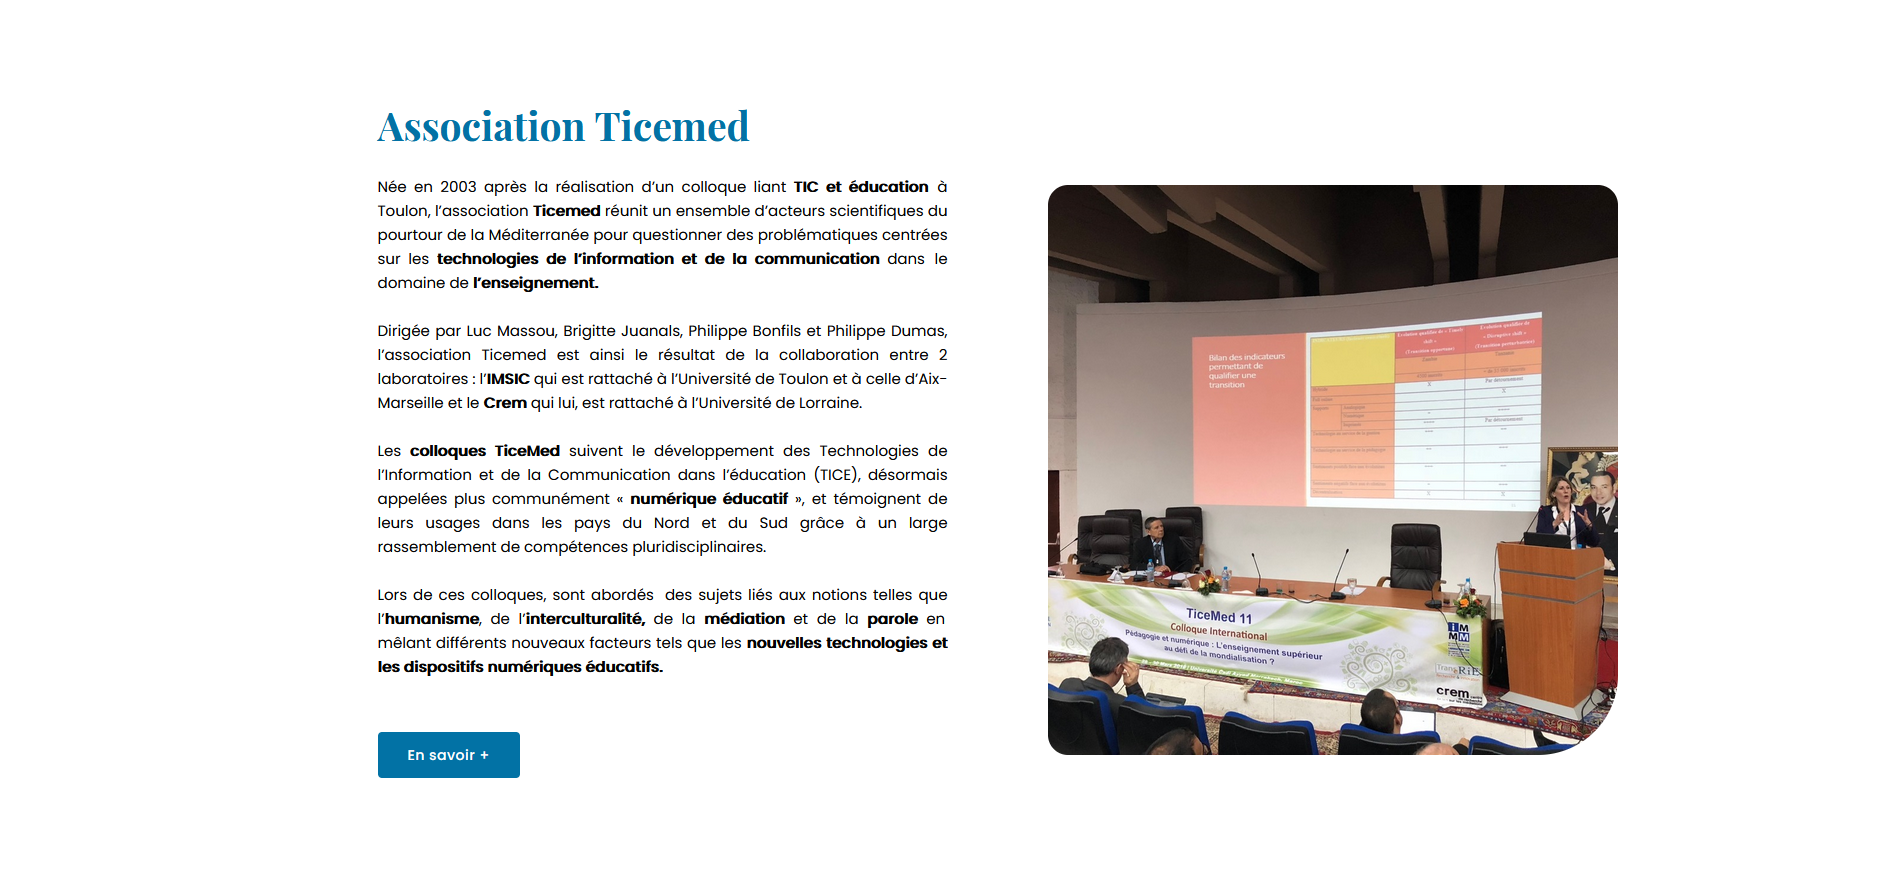 Association Ticemed
Née en 2003 après la réalisation d’un colloque liant TIC et éducation à
Toulon, l’association Ticemed réunit un ensemble d’acteurs scientifiques du
pourtour de la Méditerranée pour questionner des problématiques centrées
sur les technologies de l’information et de la communication dans le
domaine de l’enseignement.
Dirigée par Luc Massou, Brigitte Juanals, Philippe Bonfils et Philippe Dumas,
l’association Ticemed est ainsi le résultat de la collaboration entre 2
laboratoires : l’IMSIC qui est rattaché à l’Université de Toulon et à celle d’Aix-
Marseille et le Crem qui lui, est rattaché à l’Université de Lorraine.
Les colloques TiceMed suivent le développement des Technologies de
l’Information et de la Communication dans l’éducation (TICE), désormais
appelées plus communément « numérique éducatif », et témoignent de
leurs usages dans les pays du Nord et du Sud grâce à un large
rassemblement de compétences pluridisciplinaires.
Lors de ces colloques, sont abordés des sujets liés aux notions telles que
l’humanisme, de l’interculturalité, de la médiation et de la parole en
mêlant différents nouveaux facteurs tels que les nouvelles technologies et
les dispositifs numériques éducatifs.
En savoir +
Bilan des indicateurs
permettant de
qualifier une
transition
TiceMed 11
Colloque International
Pédagogie et numérique : L'enseignement supérieur
au défi de la mondialisation ?
crem